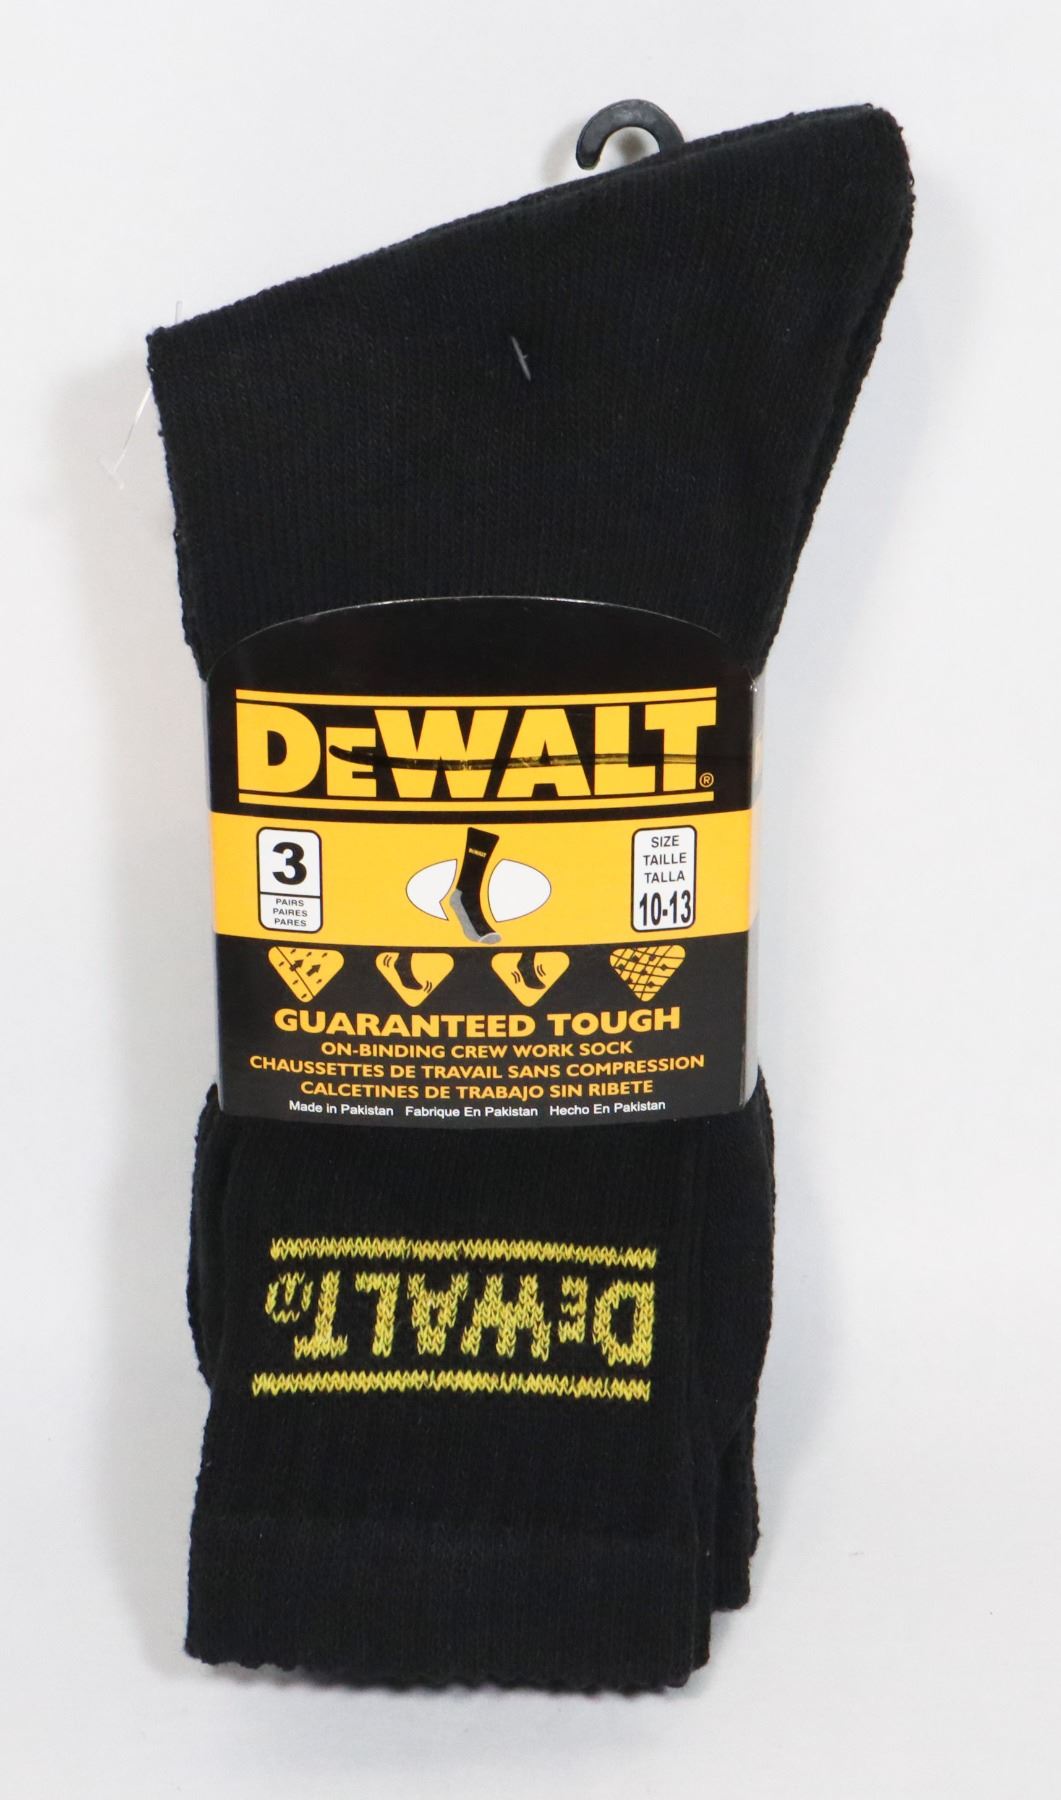 DEWALT®
3
PAIRS
PAIRES
PARES
DEWALT
SIZE
TAILLE
TALLA
10-13
GUARANTEED TOUGH
ON-BINDING CREW WORK SOCK
CHAUSSETTES DE TRAVAIL SANS COMPRESSION
CALCETINES DE TRABAJO SIN RIBETE
Made in Pakistan Fabrique En Pakistan Hecho En Pakistan
DEWALT